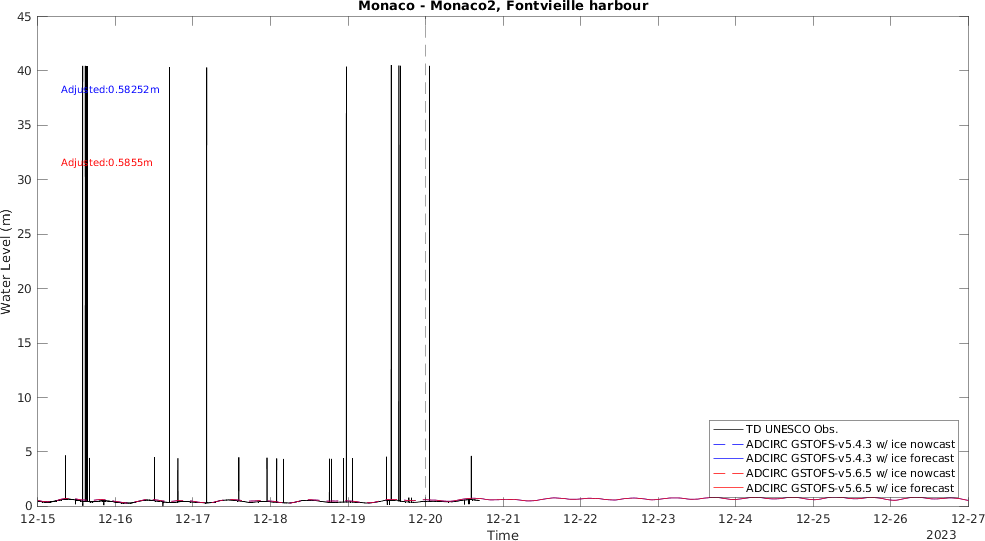 Monaco - Monaco2, Fontvieille harbour
45
40
35
30
25
20
15
10
5
0
Water Level (m)
Adjusted:0.58252m
Adjusted:0.5855m
TD UNESCO Obs.
ADCIRC GSTOFS-v5.4.3 w/ ice nowcast
ADCIRC GSTOFS-v5.4.3 w/ ice forecast
ADCIRC GSTOFS-v5.6.5 w/ ice nowcast
ADCIRC GSTOFS-v5.6.5 w/ ice forecast
12-15 12-16 12-17 12-18 12-19 12-20 12-21 12-22 12-23 12-24 12-25 12-26 12-27
Time
2023